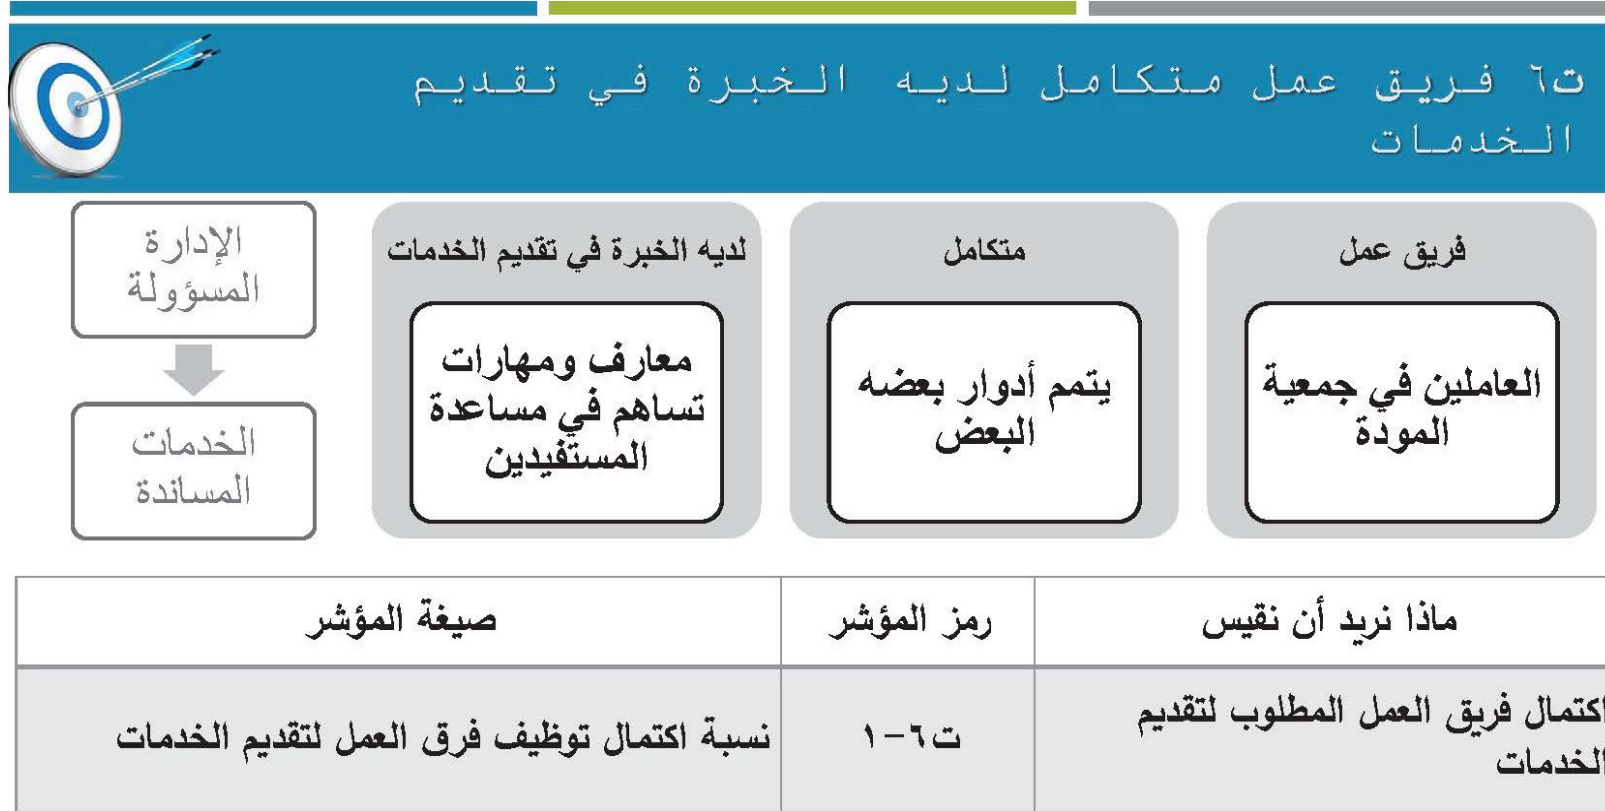 ت٦ فريق عمل متكامل لديه الخبرة في تقديم
الخدمات
فريق عمل
العاملين في جمعية
المودة
متكامل
يتمم أدوار بعضه
البعض
لديه الخبرة في تقديم الخدمات
معارف ومهارات
تساهم في مساعدة
المستفيدين
الإدارة
المسؤولة
الخدمات
المساندة
ماذا نريد أن نقيس
رمز المؤشر
صيغة المؤشر
اكتمال فريق العمل المطلوب لتقديم
الخدمات
ت٦-١
نسبة اكتمال توظيف فرق العمل لتقديم الخدمات